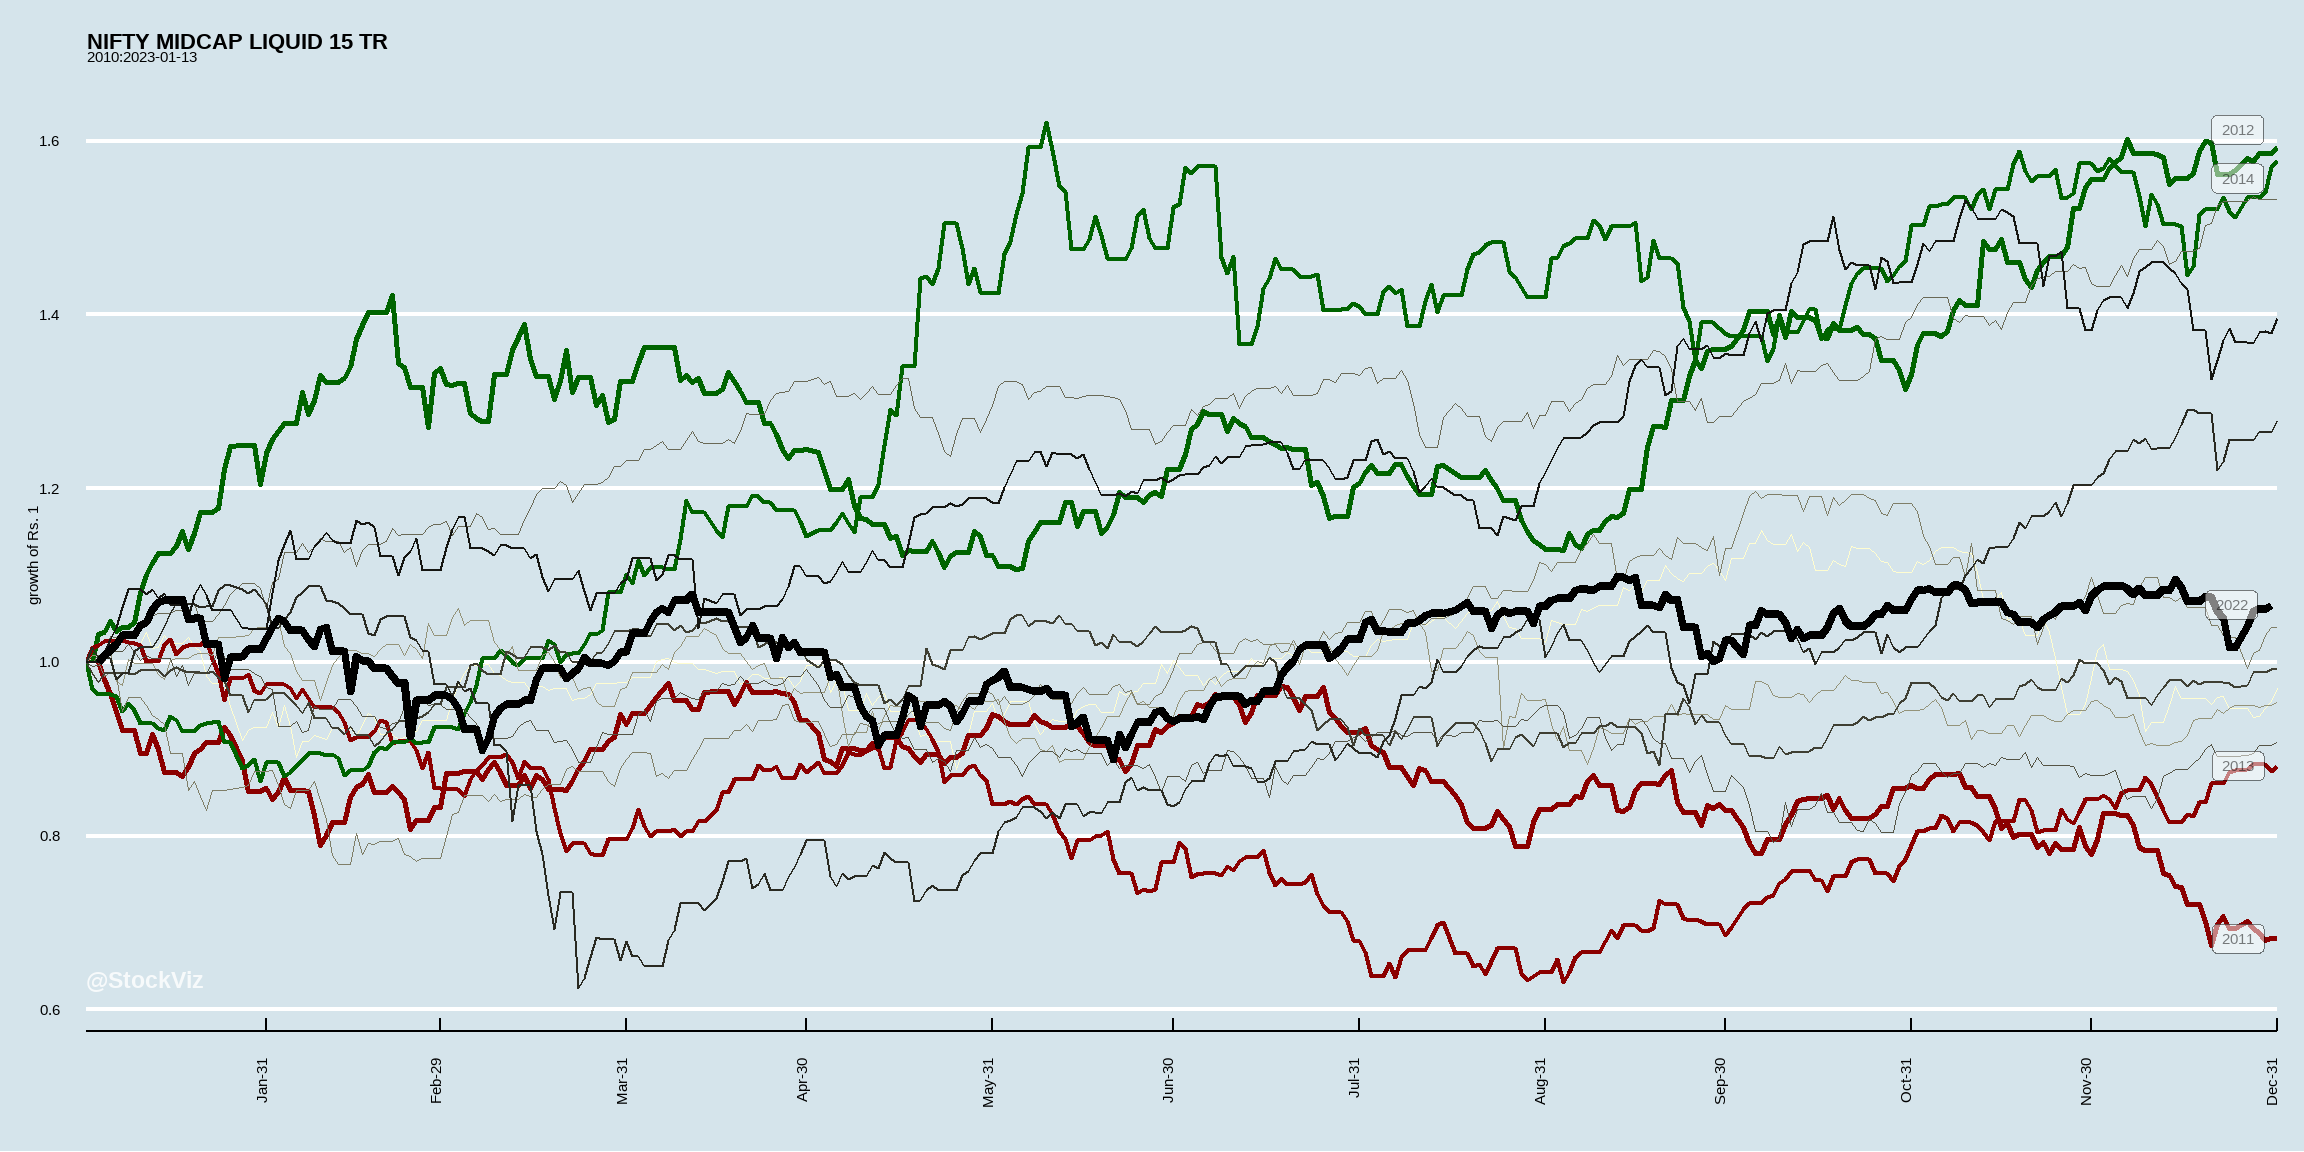 NIFTY MIDCAP LIQUID 15 TR
2010:2023-01-13
growth of Rs. 1
1.6
1.4
1.2
1.0
0.8
0.6
2012
2014
2022
2013
2011
@StockViz
Jan-31
Feb-29
Mar-31
Apr-30
May-31
Jun-30
Jul-31
Aug-31
Sep-30
Oct-31
Nov-30
Dec-31